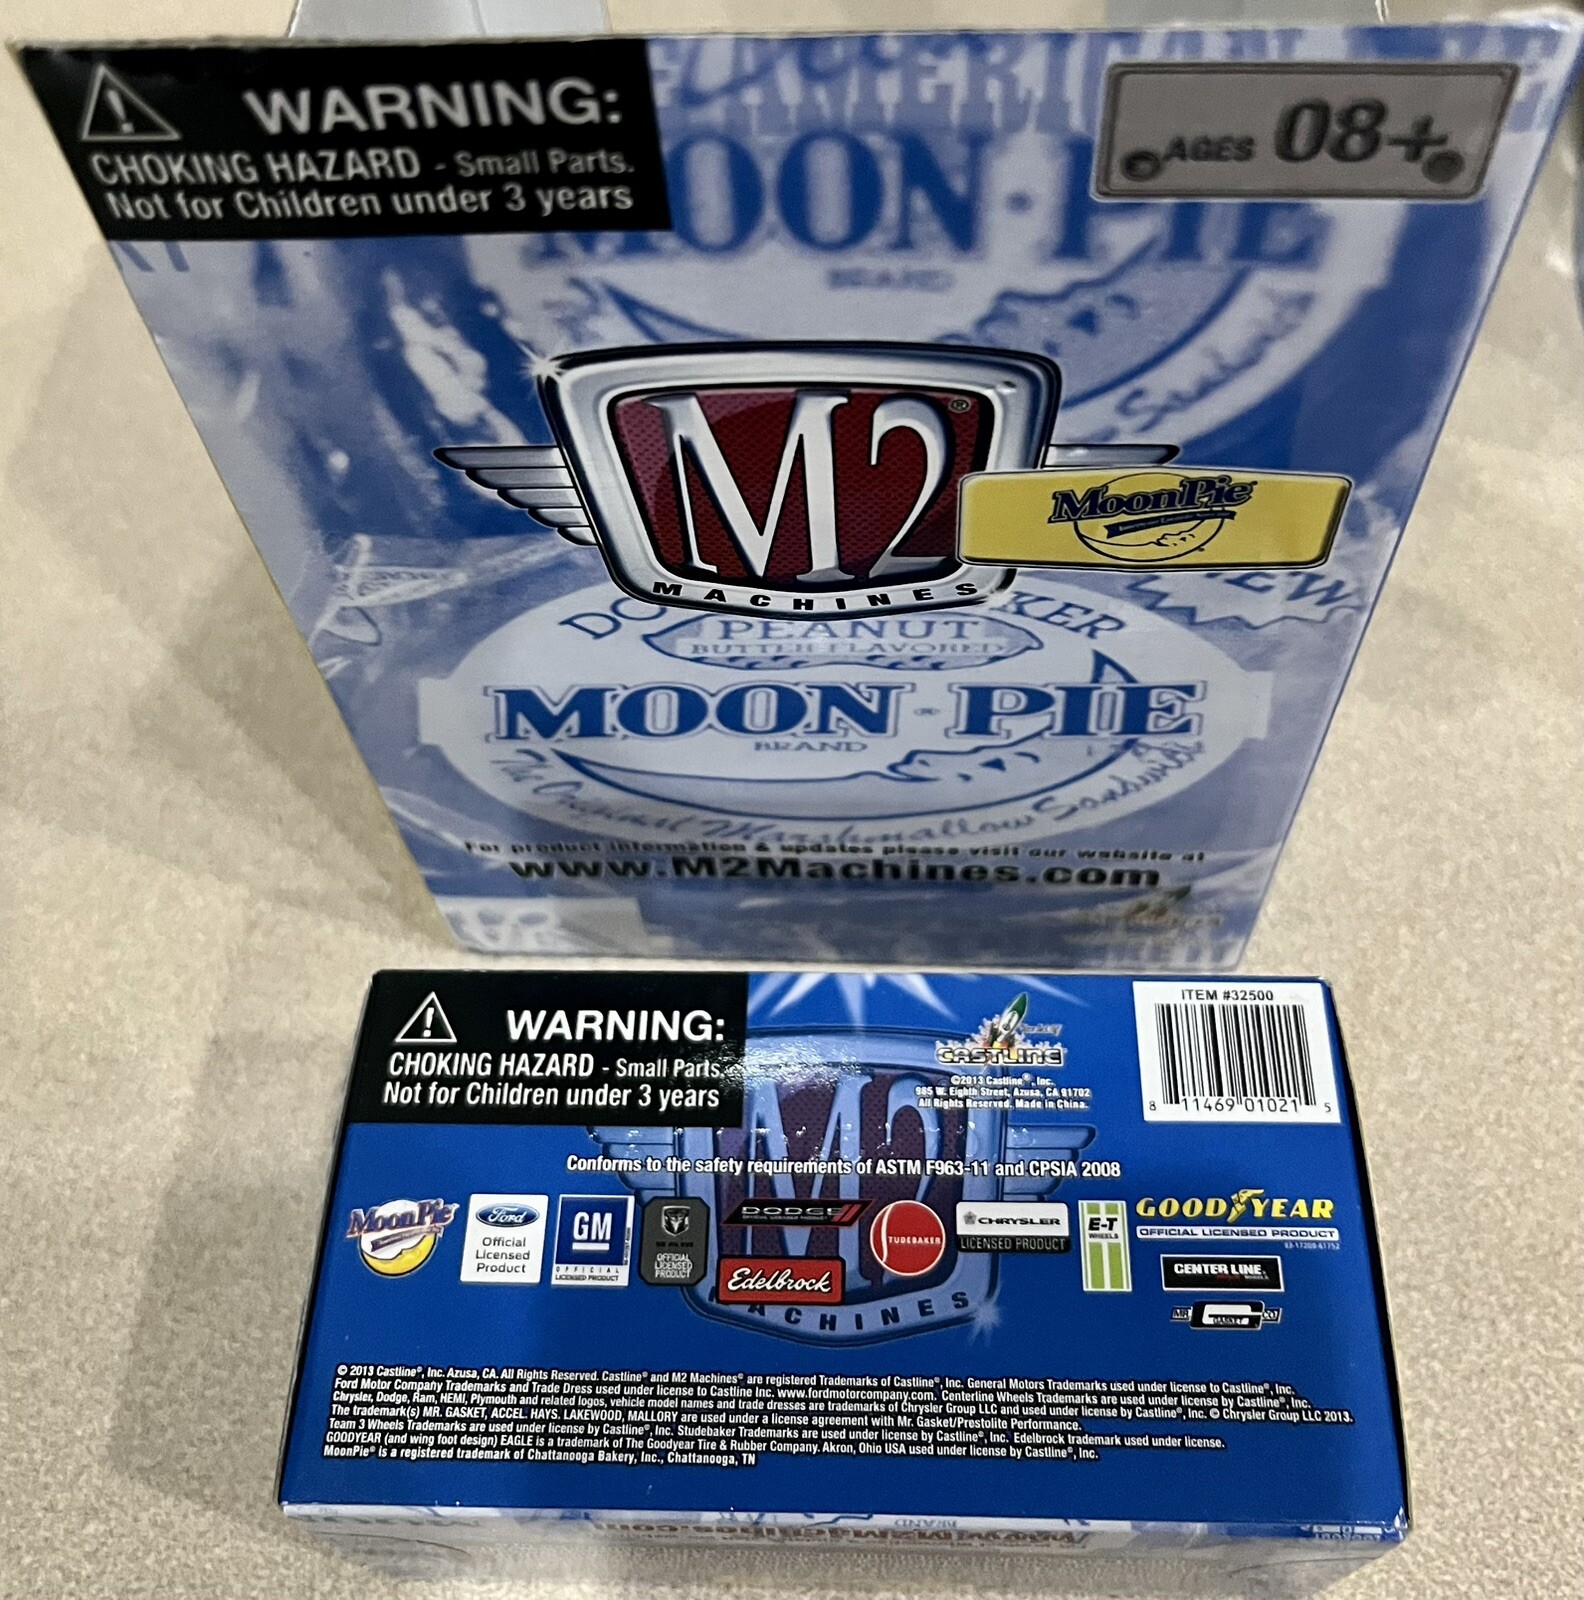 WARNING:
CHOKING HAZARD - Small Parts.
Not for Children under 3 years
AGES 08+
MOON PIE
BRAND
M2®
MACHINES
MoonPie
PEANUT
BUTTER FLAVORED
MOON PIE
BRAND
The Original Marshmallow Sandwich
For product information & updates please visit our website at
www.M2Machines.com
WARNING:
CHOKING HAZARD - Small Parts.
Not for Children under 3 years
CASTLINE
©2013 Castline®, Inc.
985 W. Eighth Street, Azusa, CA 91702
All Rights Reserved. Made in China.
ITEM #32500
8 11469 01021 5
M2
MACHINES
Conforms to the safety requirements of ASTM F963-11 and CPSIA 2008
MoonPie
Ford
Official
Licensed
Product
GM
OFFICIAL
LICENSED PRODUCT
RAM
OFFICIAL
LICENSED
PRODUCT
DODGE
OFFICIAL LICENSED PRODUCT
Edelbrock
STUDEBAKER
CHRYSLER
LICENSED PRODUCT
E-T
WHEELS
GOODYEAR
OFFICIAL LICENSED PRODUCT
CENTER LINE
MR. GASKET CO
© 2013 Castline®, Inc. Azusa, CA. All Rights Reserved. Castline® and M2 Machines® are registered Trademarks of Castline®, Inc. General Motors Trademarks used under license to Castline®, Inc.
Ford Motor Company Trademarks and Trade Dress used under license to Castline Inc. www.fordmotorcompany.com. Centerline Wheels Trademarks are used under license by Castline®, Inc.
Chrysler, Dodge, Ram, HEMI, Plymouth and related logos, vehicle model names and trade dresses are trademarks of Chrysler Group LLC and used under license by Castline®, Inc. © Chrysler Group LLC 2013.
The trademark(s) MR. GASKET, ACCEL. HAYS. LAKEWOOD, MALLORY are used under a license agreement with Mr. Gasket/Prestolite Performance.
Team 3 Wheels Trademarks are used under license by Castline®, Inc. Studebaker Trademarks are used under license by Castline®, Inc. Edelbrock trademark used under license.
GOODYEAR (and wing foot design) EAGLE is a trademark of The Goodyear Tire & Rubber Company. Akron, Ohio USA used under license by Castline®, Inc.
MoonPie® is a registered trademark of Chattanooga Bakery, Inc., Chattanooga, TN